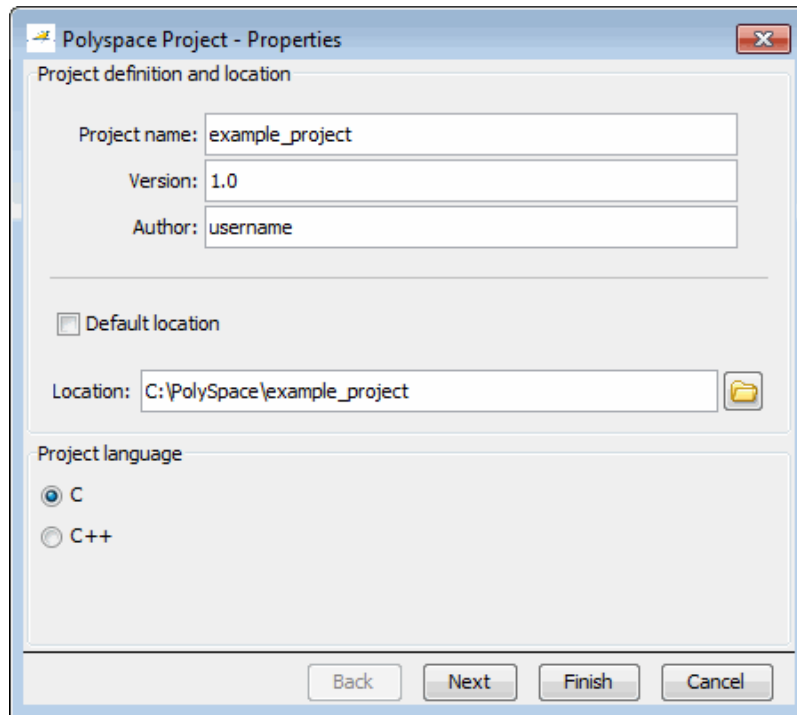 Polyspace Project - Properties
Project definition and location
Project name: example_project
Version: 1.0
Author: username
Default location
Location: C:\PolySpace\example_project
Project language
C
C++
Back Next Finish Cancel